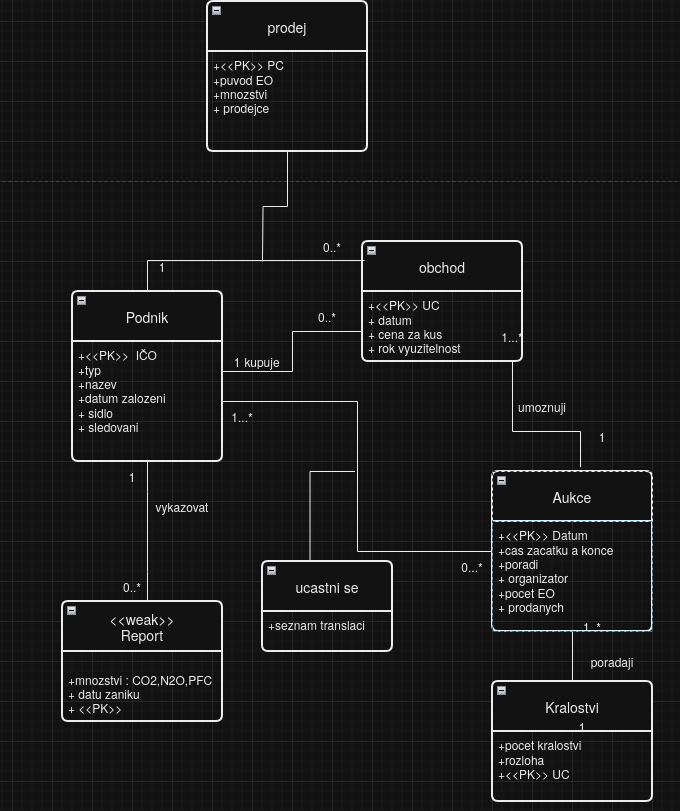 prodej
+<<PK>> PC
+puvod EO
+mnozstvi
+ prodejce
0..*
1
obchod
+<<PK>> UC
+ datum
+ cena za kus
+ rok vyuzitelnost
1...*
Podnik
+<<PK>> IČO
+typ
+nazev
+datum zalozeni
+ sidlo
+ sledovani
0..*
1 kupuje
1...*
umoznuji
1
1
vykazovat
0..*
Aukce
+<<PK>> Datum
+cas zacatku a konce
+poradi
+ organizator
+pocet EO
+ prodanych
1..*
0...*
ucastni se
+seznam translaci
<<weak>>
Report
+mnozstvi : CO2,N2O,PFC
+ datu zaniku
+ <<PK>>
poradaji
Kralostvi
1
+pocet kralostvi
+rozloha
+<<PK>> UC